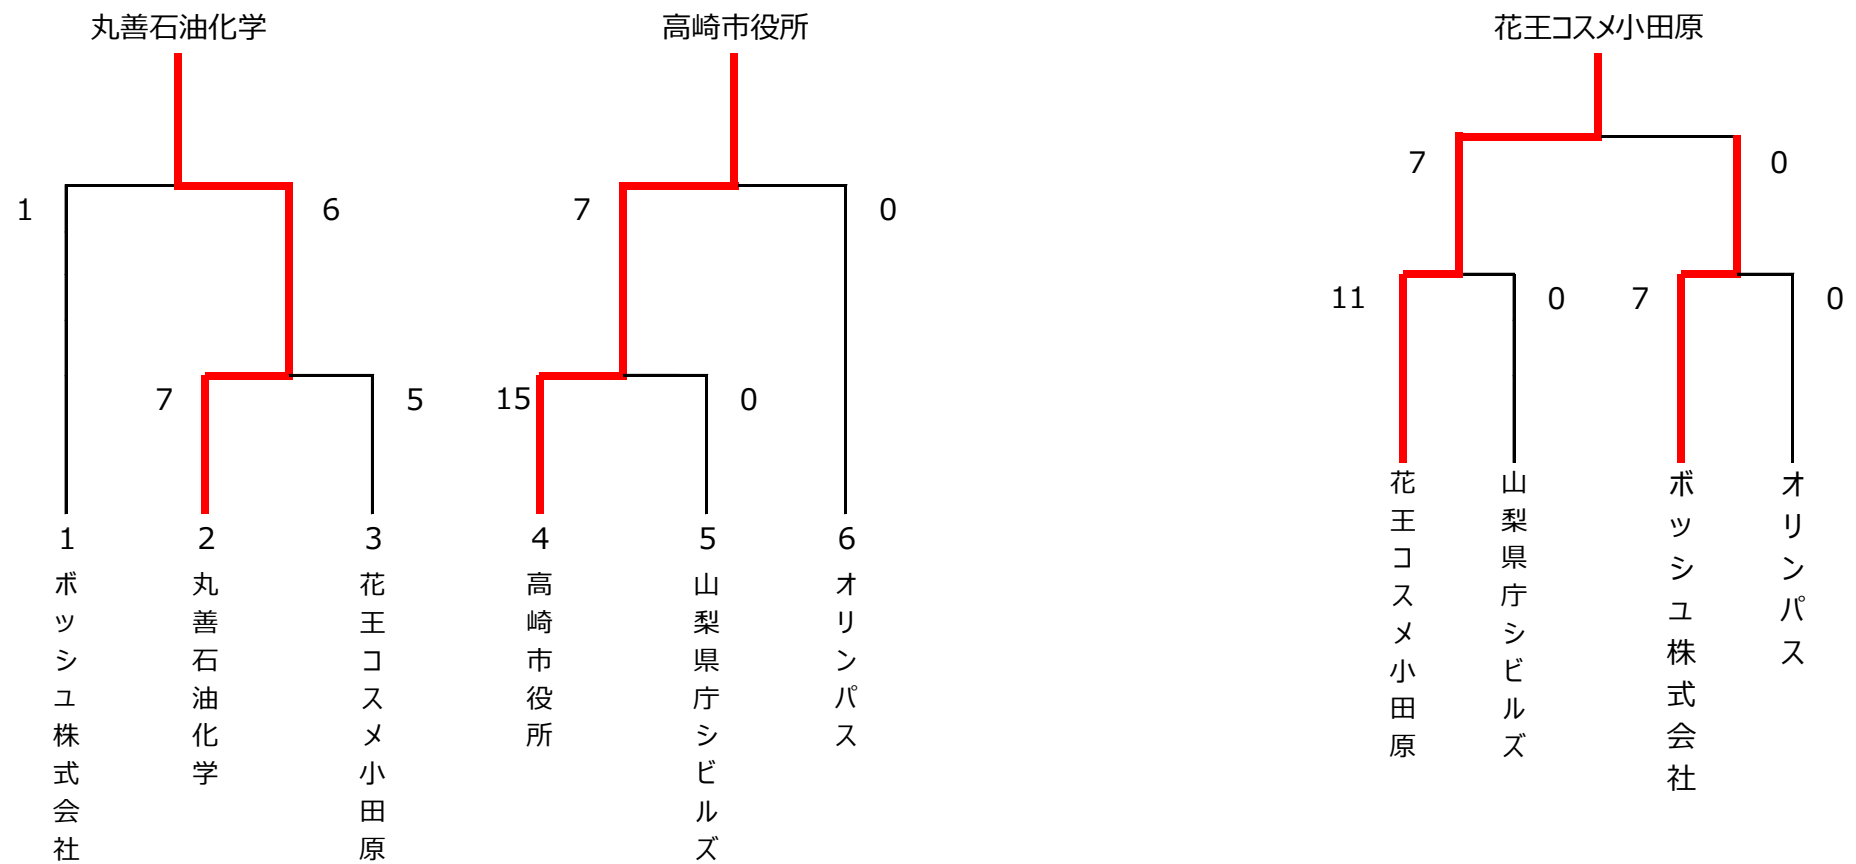 丸善石油化学
高崎市役所
花王コスメ小田原
7
0
1
6
7
0
11
0
7
0
7
5
15
0
1
2
3
4
5
6
ボッシュ株式会社
丸善石油化学
花王コスメ小田原
高崎市役所
山梨県庁シビルズ
オリンパス
花王コスメ小田原
山梨県庁シビルズ
ボッシュ株式会社
オリンパス